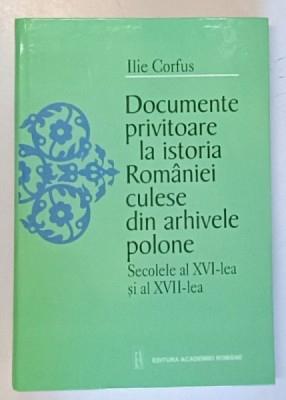 Ilie Corfus
Documente
privitoare
la istoria
României
culese
din arhivele
polone
Secolele al XVI-lea
și al XVII-lea
EDITURA ACADEMIEI ROMÂNE